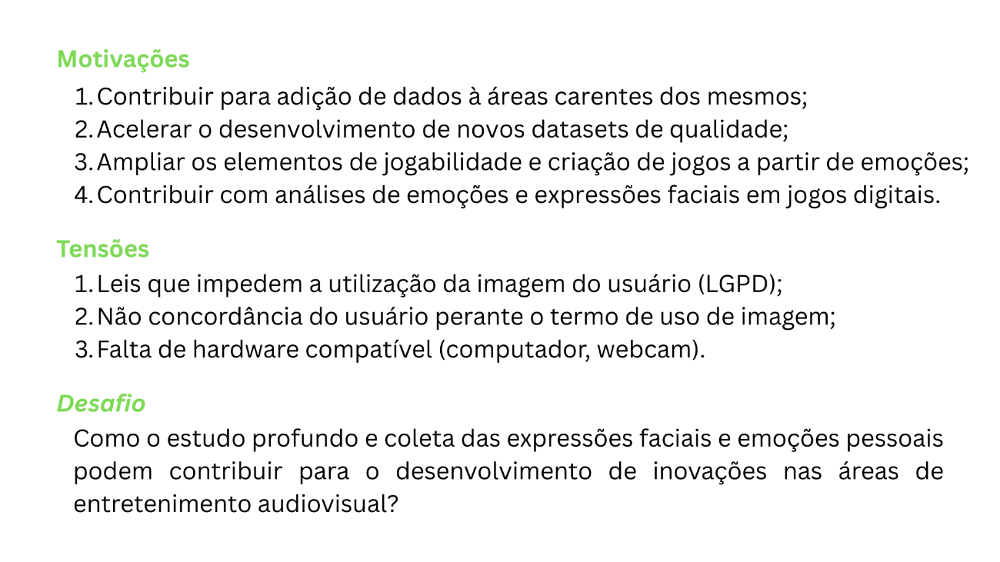 Motivações
1. Contribuir para adição de dados à áreas carentes dos mesmos;
2. Acelerar o desenvolvimento de novos datasets de qualidade;
3. Ampliar os elementos de jogabilidade e criação de jogos a partir de emoções;
4. Contribuir com análises de emoções e expressões faciais em jogos digitais.
Tensões
1. Leis que impedem a utilização da imagem do usuário (LGPD);
2. Não concordância do usuário perante o termo de uso de imagem;
3. Falta de hardware compatível (computador, webcam).
Desafio
Como o estudo profundo e coleta das expressões faciais e emoções pessoais
podem contribuir para o desenvolvimento de inovações nas áreas de
entretenimento audiovisual?